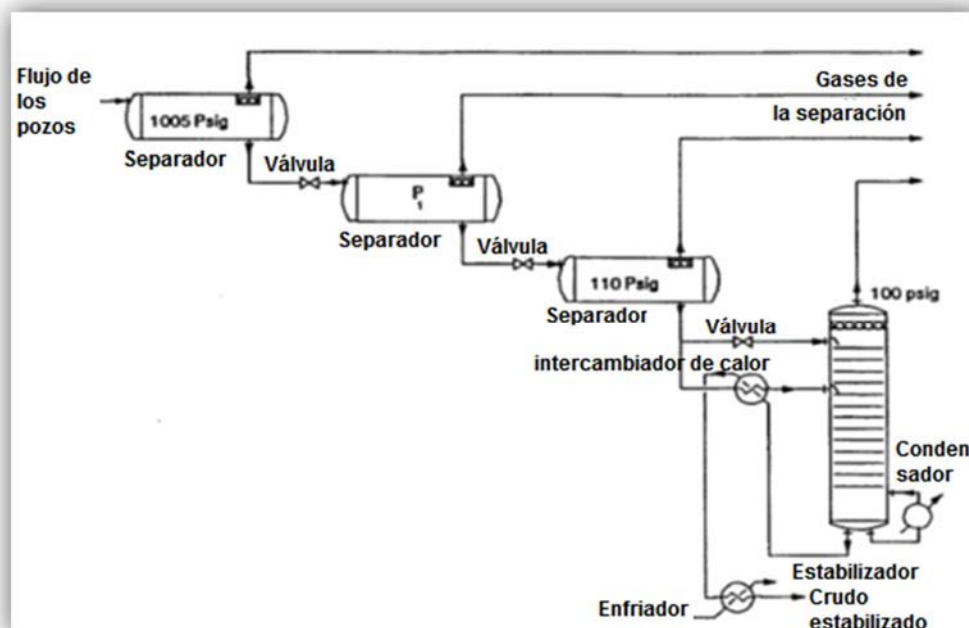 Flujo de
los
pozos
1005 Psig
Separador
Válvula
Gases de
la separación
P
1
Separador
Válvula
110 Psig
Separador
100 psig
Válvula
intercambiador de calor
Conden
sador
Estabilizador
Enfriador
Crudo
estabilizado